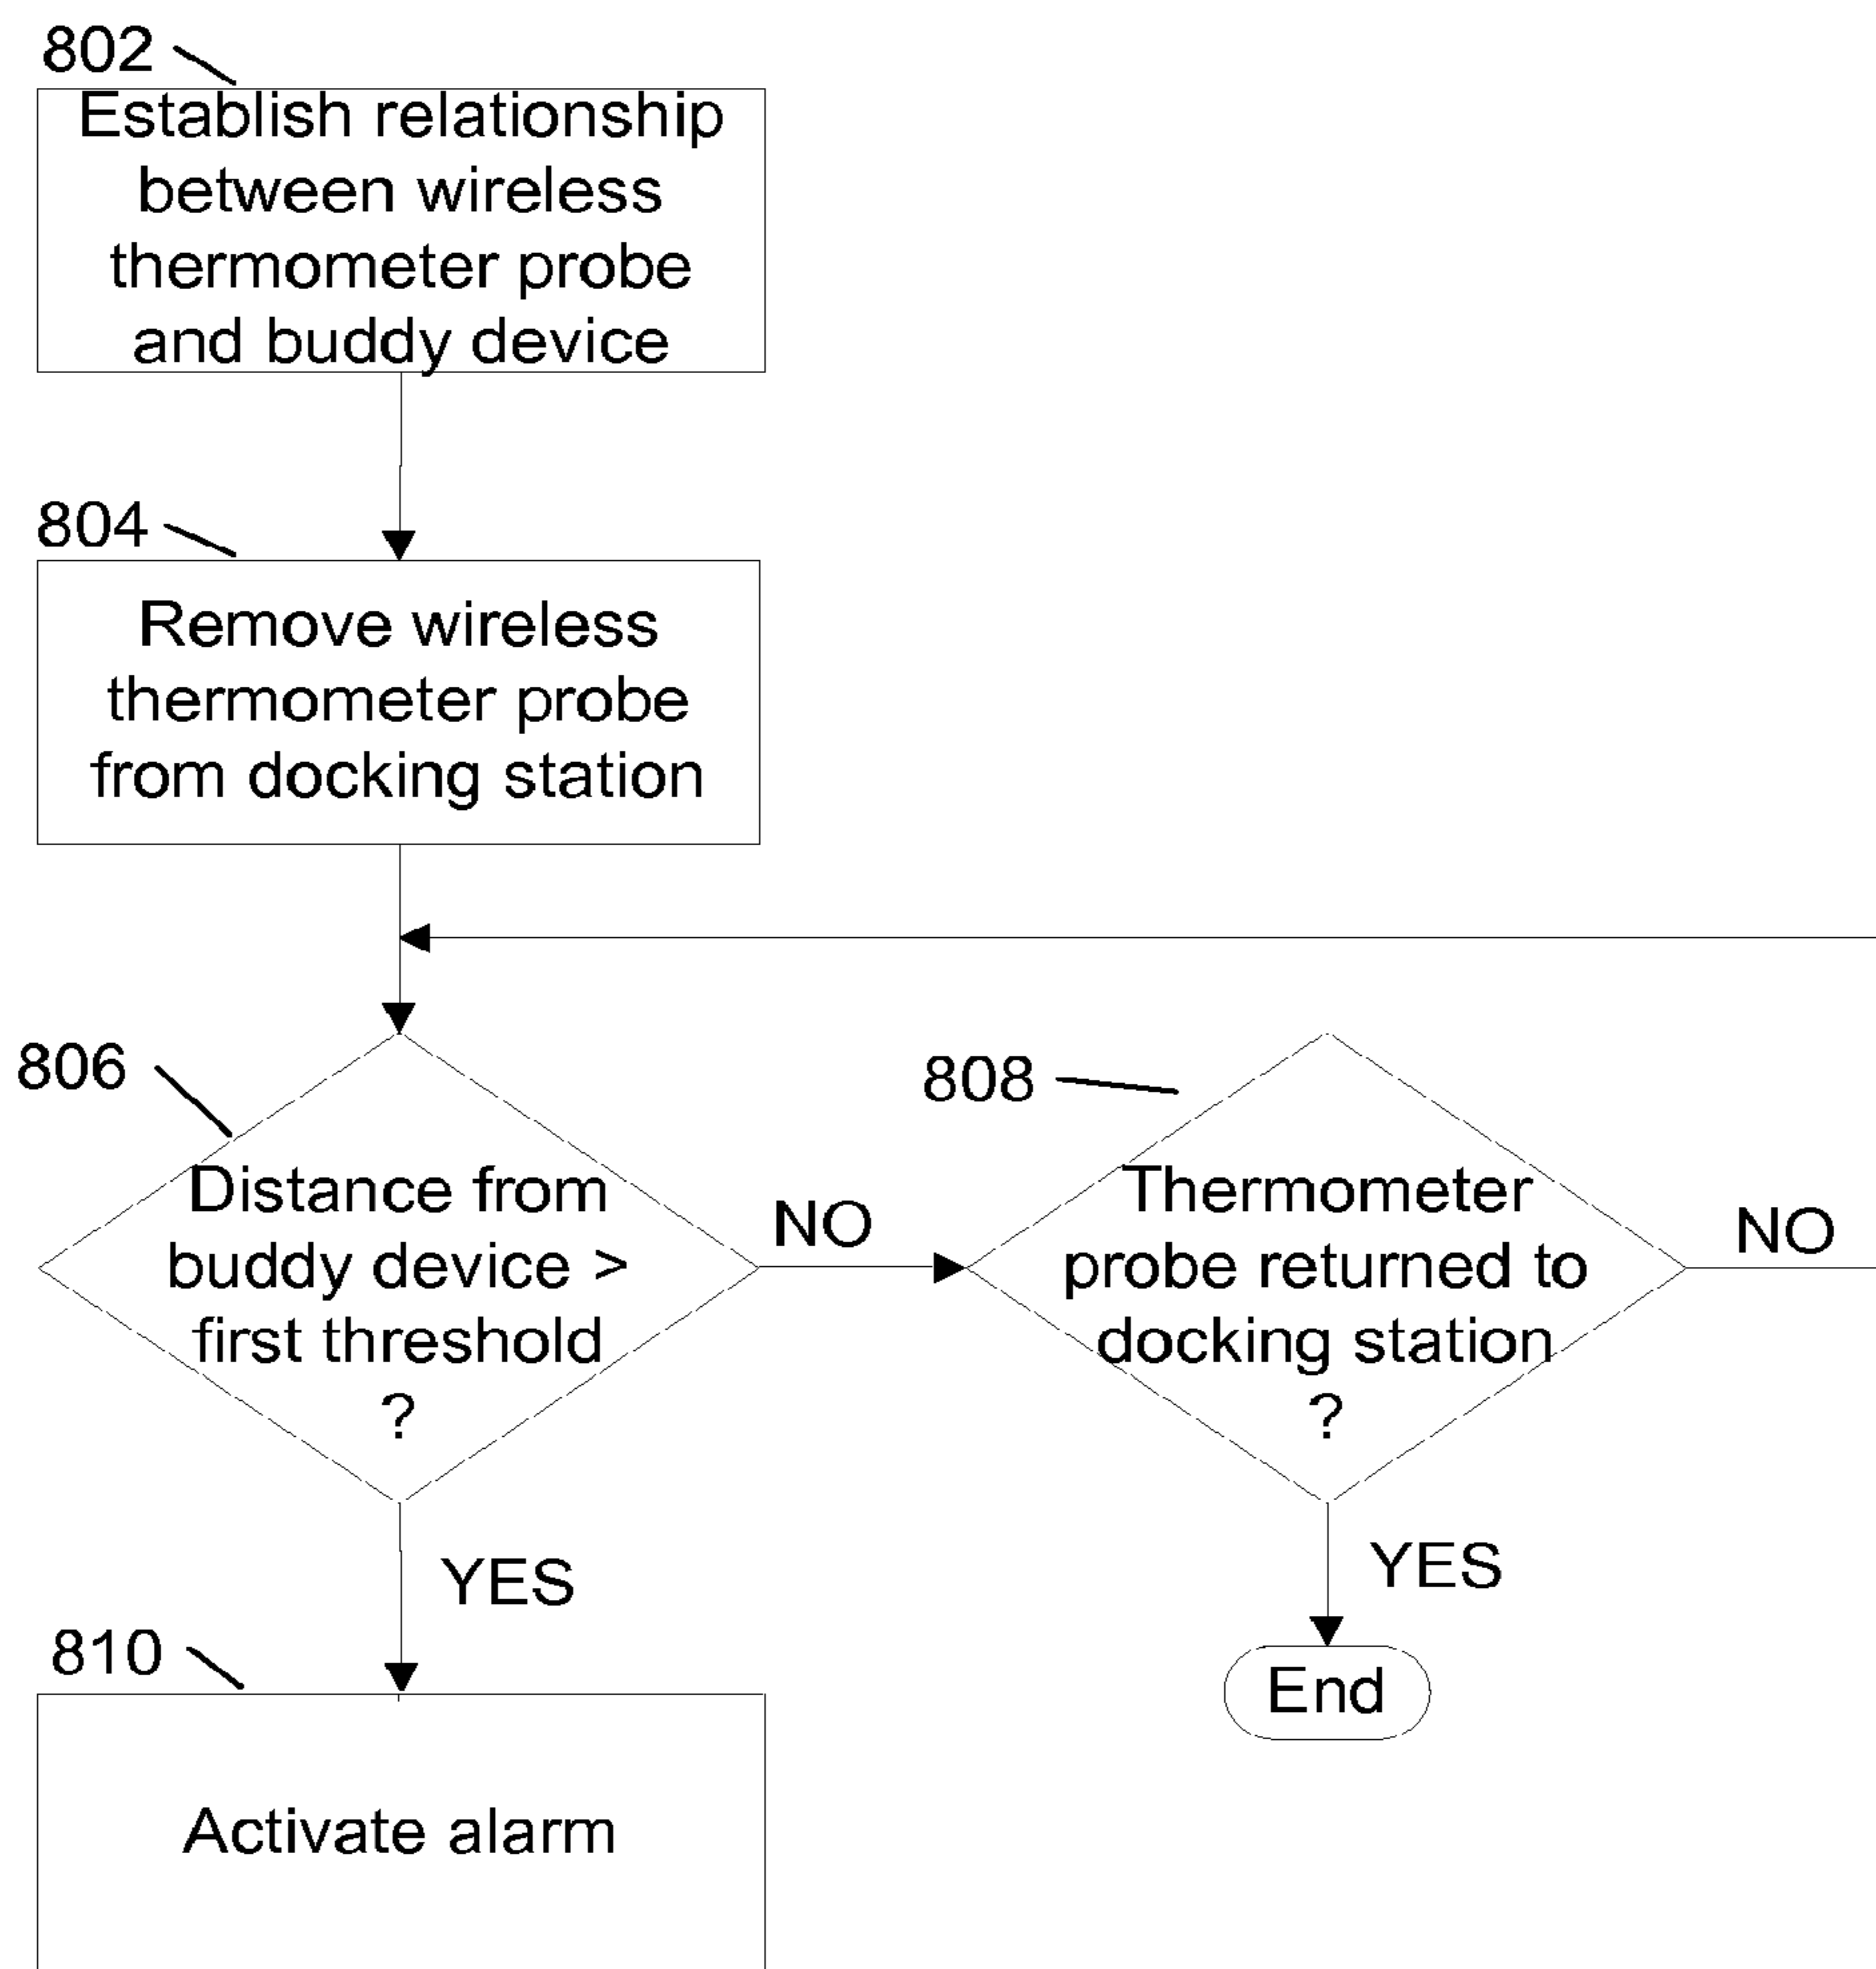 802
Establish relationship
between wireless
thermometer probe
and buddy device
804
Remove wireless
thermometer probe
from docking station
806
Distance from
buddy device >
first threshold
?
NO
808
Thermometer
probe returned to
docking station
?
NO
YES
YES
810
Activate alarm
End